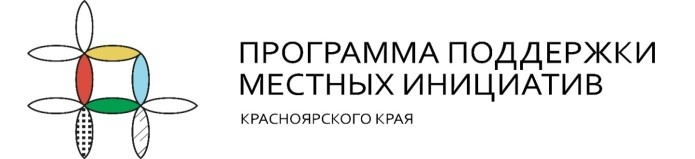 ПРОГРАММА ПОДДЕРЖКИ
МЕСТНЫХ ИНИЦИАТИВ
КРАСНОЯРСКОГО КРАЯ